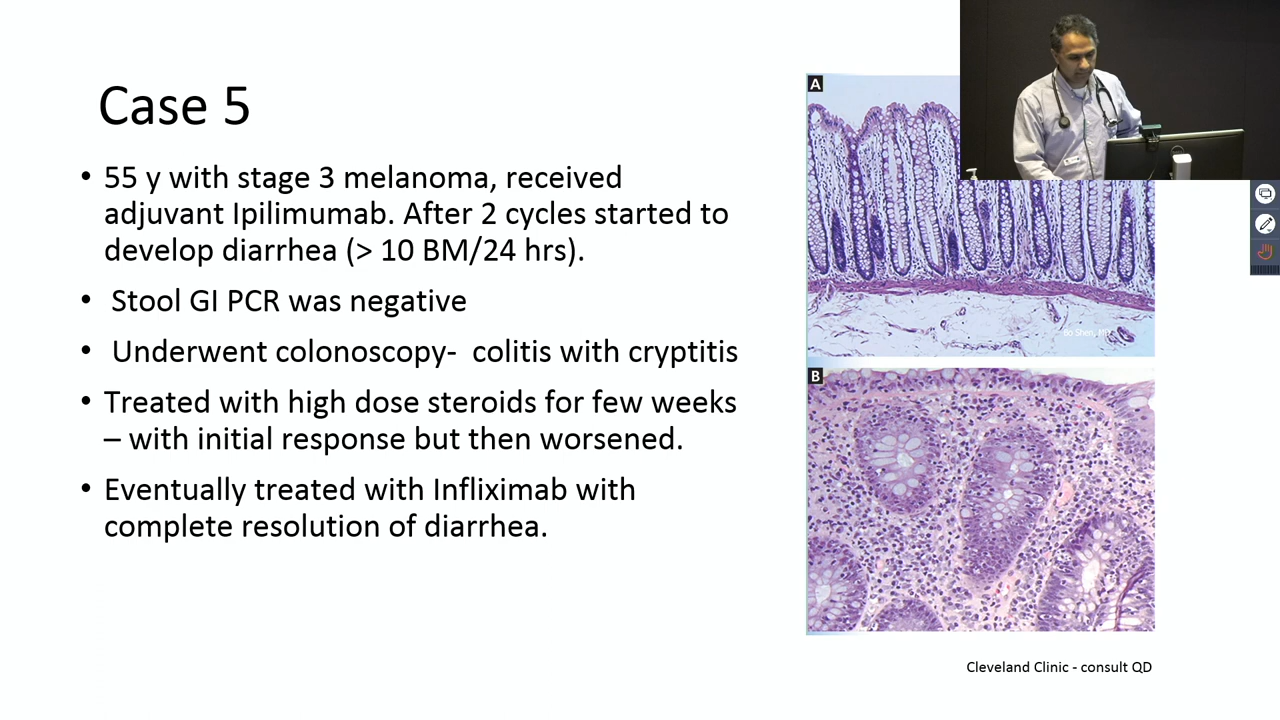 Case 5
• 55 y with stage 3 melanoma, received
adjuvant Ipilimumab. After 2 cycles started to
develop diarrhea (> 10 BM/24 hrs).
• Stool GI PCR was negative
• Underwent colonoscopy- colitis with cryptitis
• Treated with high dose steroids for few weeks
– with initial response but then worsened.
• Eventually treated with Infliximab with
complete resolution of diarrhea.
A
Bo Shen, MD
B
Cleveland Clinic - consult QD